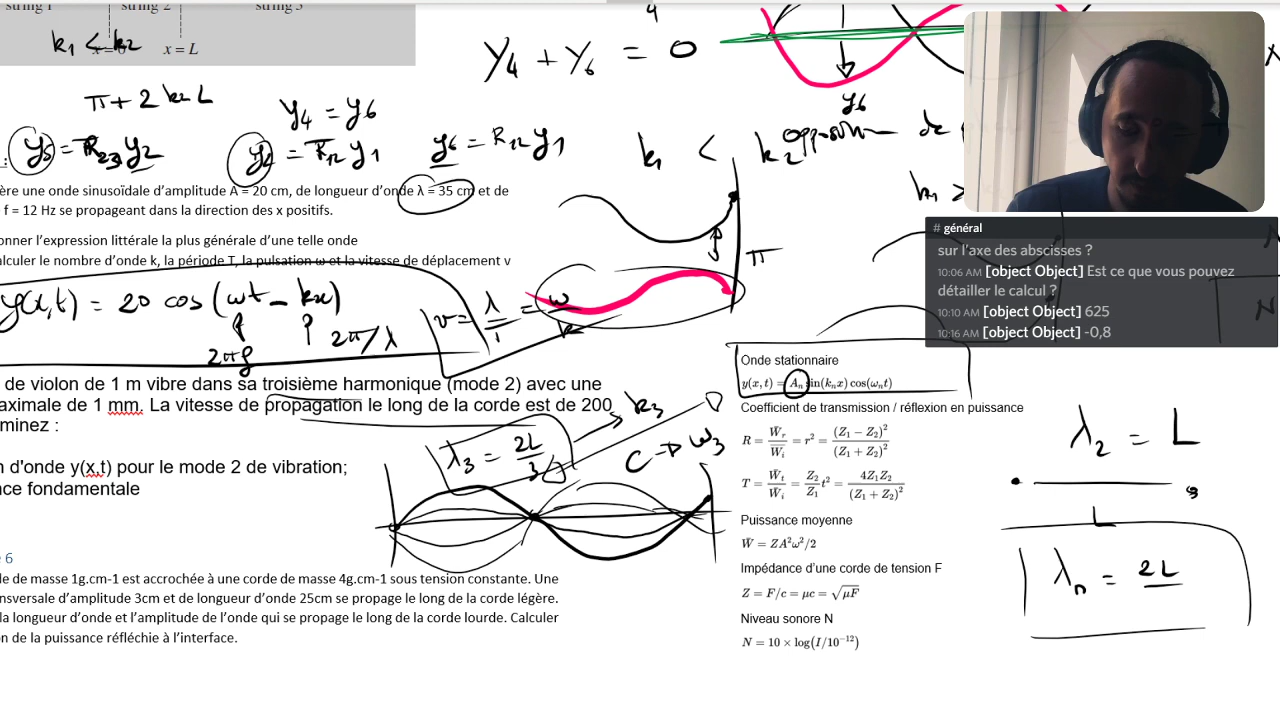 string 1 string 2 string 3
k1 < k2
x = L
4
Y4 + Y6 = 0
y6
π + 2 k2 L
y4 = y6
y5 = R23 y2
y6 = R12 y1
k1 < k2
ère une onde sinusoïdale d'amplitude A = 20 cm, de longueur d'onde λ = 35 cm et de
f = 12 Hz se propageant dans la direction des x positifs.
onner l'expression littérale la plus générale d'une telle onde
alculer le nombre d'onde k, la période T, la pulsation ω et la vitesse de déplacement v
π
y(x,t) = 20 cos (ωt - kx)
2πf
2π/λ
# général
sur l'axe des abscisses ?
10:06 AM [object Object] Est ce que vous pouvez
détailler le calcul ?
10:10 AM [object Object] 625
10:16 AM [object Object] -0,8
de violon de 1 m vibre dans sa troisième harmonique (mode 2) avec une
aximale de 1 mm. La vitesse de propagation le long de la corde est de 200
minez :
n d'onde y(x,t) pour le mode 2 de vibration;
nce fondamentale
λ3 = 2L/3
k3
ω3
Onde stationnaire
y(x, t) = An sin(knx) cos(ωnt)
Coefficient de transmission / réflexion en puissance
R = W̄r/W̄i = r² = (Z1 − Z2)²/(Z1 + Z2)²
T = W̄t/W̄i = Z2/Z1 t² = 4Z1Z2/(Z1 + Z2)²
Puissance moyenne
W̄ = ZA²ω²/2
Impédance d'une corde de tension F
Z = F/c = μc = √μF
Niveau sonore N
N = 10 × log(I/10⁻¹²)
λ2 = L
L
λn = 2L
6
de de masse 1g.cm-1 est accrochée à une corde de masse 4g.cm-1 sous tension constante. Une
nsversale d'amplitude 3cm et de longueur d'onde 25cm se propage le long de la corde légère.
la longueur d'onde et l'amplitude de l'onde qui se propage le long de la corde lourde. Calculer
on de la puissance réfléchie à l'interface.